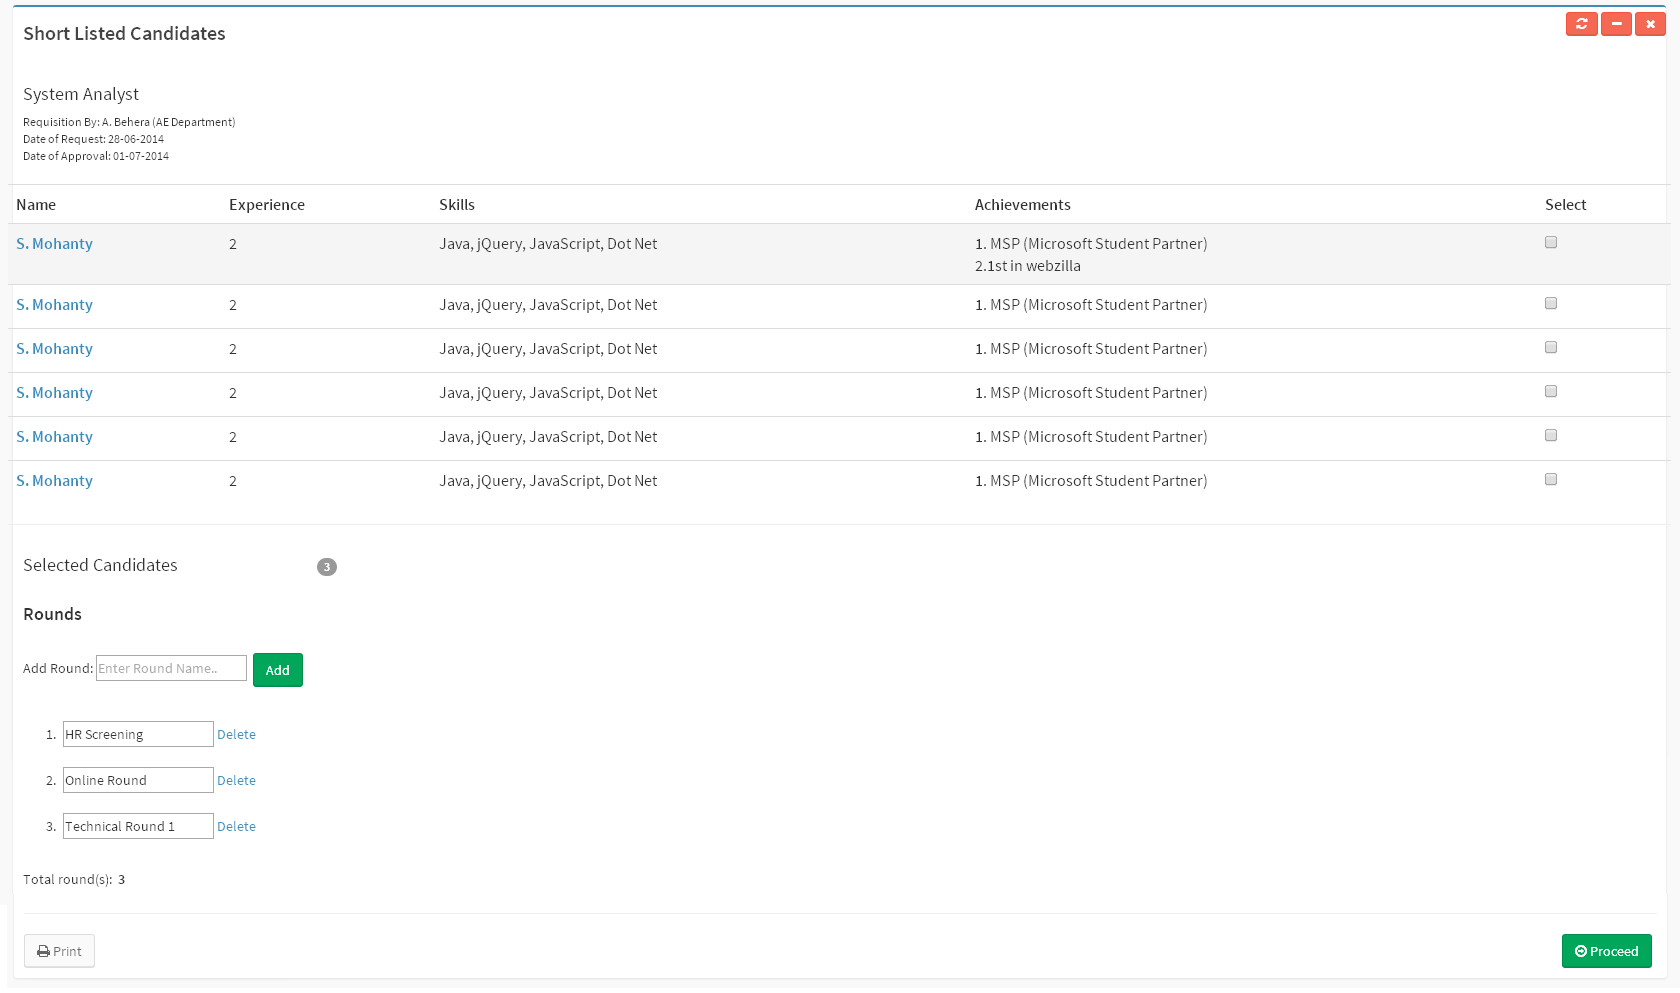 Short Listed Candidates
System Analyst
Requisition By: A. Behera (AE Department)
Date of Request: 28-06-2014
Date of Approval: 01-07-2014
Name Experience Skills Achievements Select
S. Mohanty 2 Java, jQuery, JavaScript, Dot Net 1. MSP (Microsoft Student Partner)
2.1st in webzilla
S. Mohanty 2 Java, jQuery, JavaScript, Dot Net 1. MSP (Microsoft Student Partner)
S. Mohanty 2 Java, jQuery, JavaScript, Dot Net 1. MSP (Microsoft Student Partner)
S. Mohanty 2 Java, jQuery, JavaScript, Dot Net 1. MSP (Microsoft Student Partner)
S. Mohanty 2 Java, jQuery, JavaScript, Dot Net 1. MSP (Microsoft Student Partner)
S. Mohanty 2 Java, jQuery, JavaScript, Dot Net 1. MSP (Microsoft Student Partner)
Selected Candidates 3
Rounds
Add Round: Enter Round Name.. Add
1. HR Screening Delete
2. Online Round Delete
3. Technical Round 1 Delete
Total round(s): 3
Print Proceed